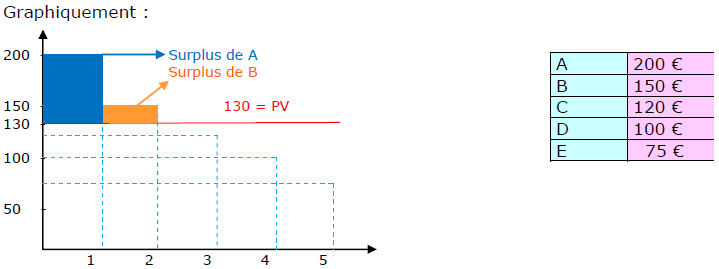 Graphiquement :
200
Surplus de A
Surplus de B
150
130 = PV
130
100
50
1 2 3 4 5
A 200 €
B 150 €
C 120 €
D 100 €
E 75 €